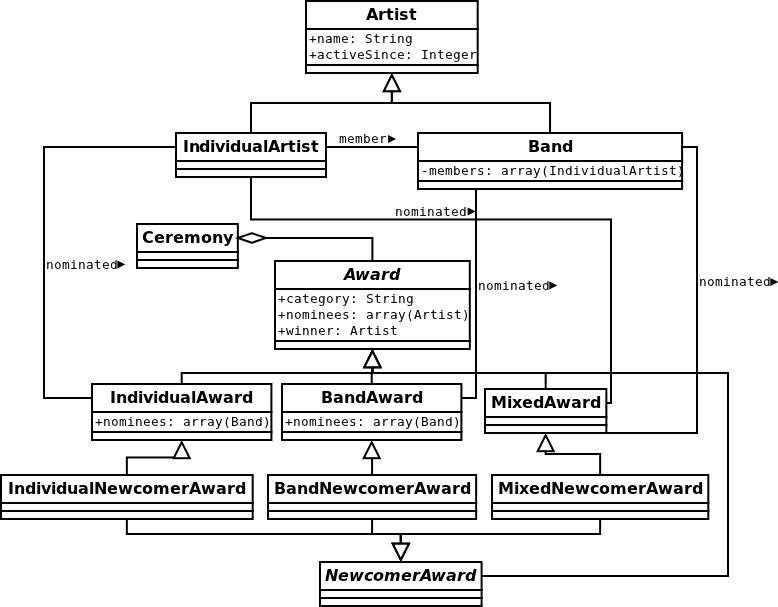 Artist
+name: String
+activeSince: Integer
IndividualArtist
member▶
Band
-members: array(IndividualArtist)
nominated▶
Ceremony
nominated▶
Award
+category: String
+nominees: array(Artist)
+winner: Artist
nominated▶
nominated▶
IndividualAward
+nominees: array(Band)
BandAward
+nominees: array(Band)
MixedAward
IndividualNewcomerAward
BandNewcomerAward
MixedNewcomerAward
NewcomerAward